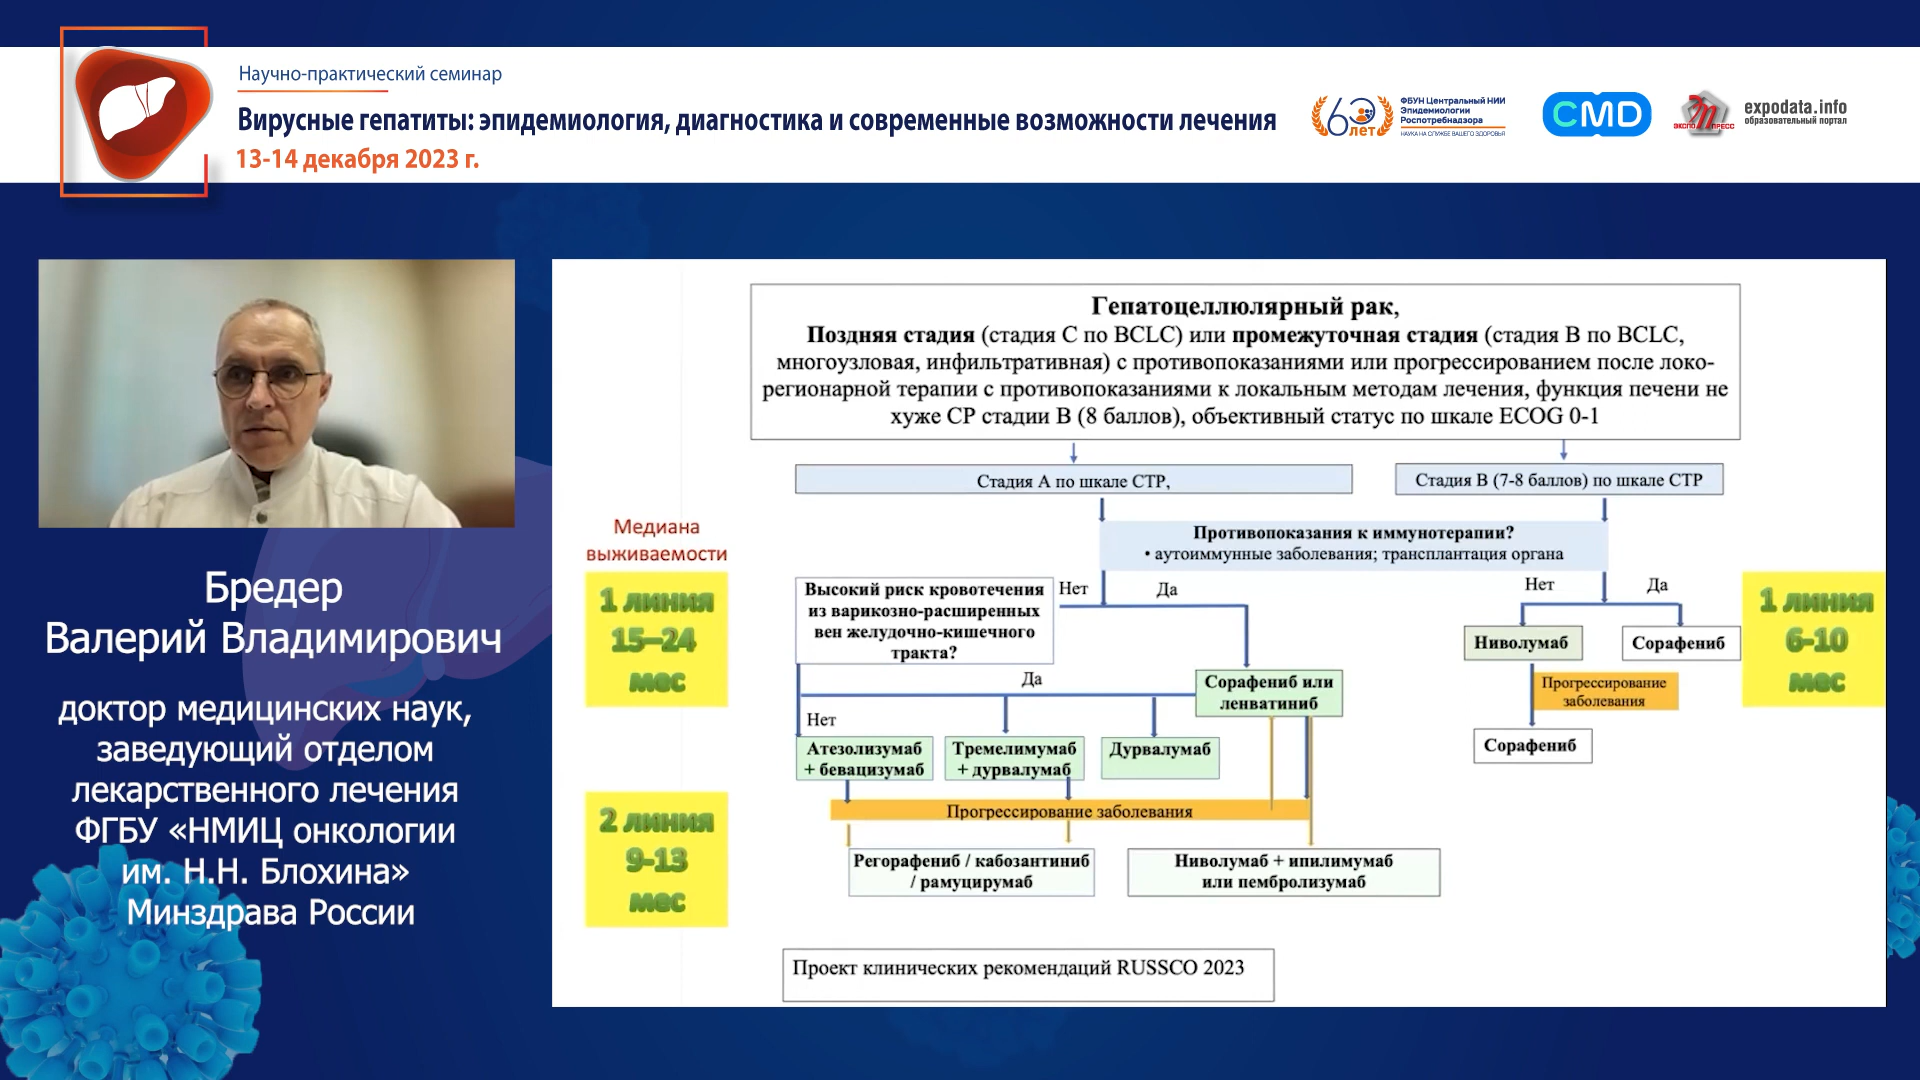 Научно-практический семинар
Вирусные гепатиты: эпидемиология, диагностика и современные возможности лечения
13-14 декабря 2023 г.
60 лет
ФБУН Центральный НИИ
Эпидемиологии
Роспотребнадзора
НАУКА НА СЛУЖБЕ ВАШЕГО ЗДОРОВЬЯ
CMD
ЭКСПО ПРЕСС
expodata.info
образовательный портал
Бредер
Валерий Владимирович
доктор медицинских наук,
заведующий отделом
лекарственного лечения
ФГБУ «НМИЦ онкологии
им. Н.Н. Блохина»
Минздрава России
Гепатоцеллюлярный рак,
Поздняя стадия (стадия C по BCLC) или промежуточная стадия (стадия B по BCLC,
многоузловая, инфильтративная) с противопоказаниями или прогрессированием после локо-
регионарной терапии с противопоказаниями к локальным методам лечения, функция печени не
хуже CP стадии B (8 баллов), объективный статус по шкале ECOG 0-1
Стадия А по шкале CTP,
Стадия В (7-8 баллов) по шкале CTP
Противопоказания к иммунотерапии?
• аутоиммунные заболевания; трансплантация органа
Медиана
выживаемости
1 линия
15–24
мес
Высокий риск кровотечения
из варикозно-расширенных
вен желудочно-кишечного
тракта?
Нет
Да
Нет
Да
Ниволумаб
Сорафениб
1 линия
6-10
мес
Да
Сорафениб или
ленватиниб
Прогрессирование
заболевания
Нет
Сорафениб
Атезолизумаб
+ бевацизумаб
Тремелимумаб
+ дурвалумаб
Дурвалумаб
Прогрессирование заболевания
2 линия
9-13
мес
Регорафениб / кабозантиниб
/ рамуцирумаб
Ниволумаб + ипилимумаб
или пембролизумаб
Проект клинических рекомендаций RUSSCO 2023